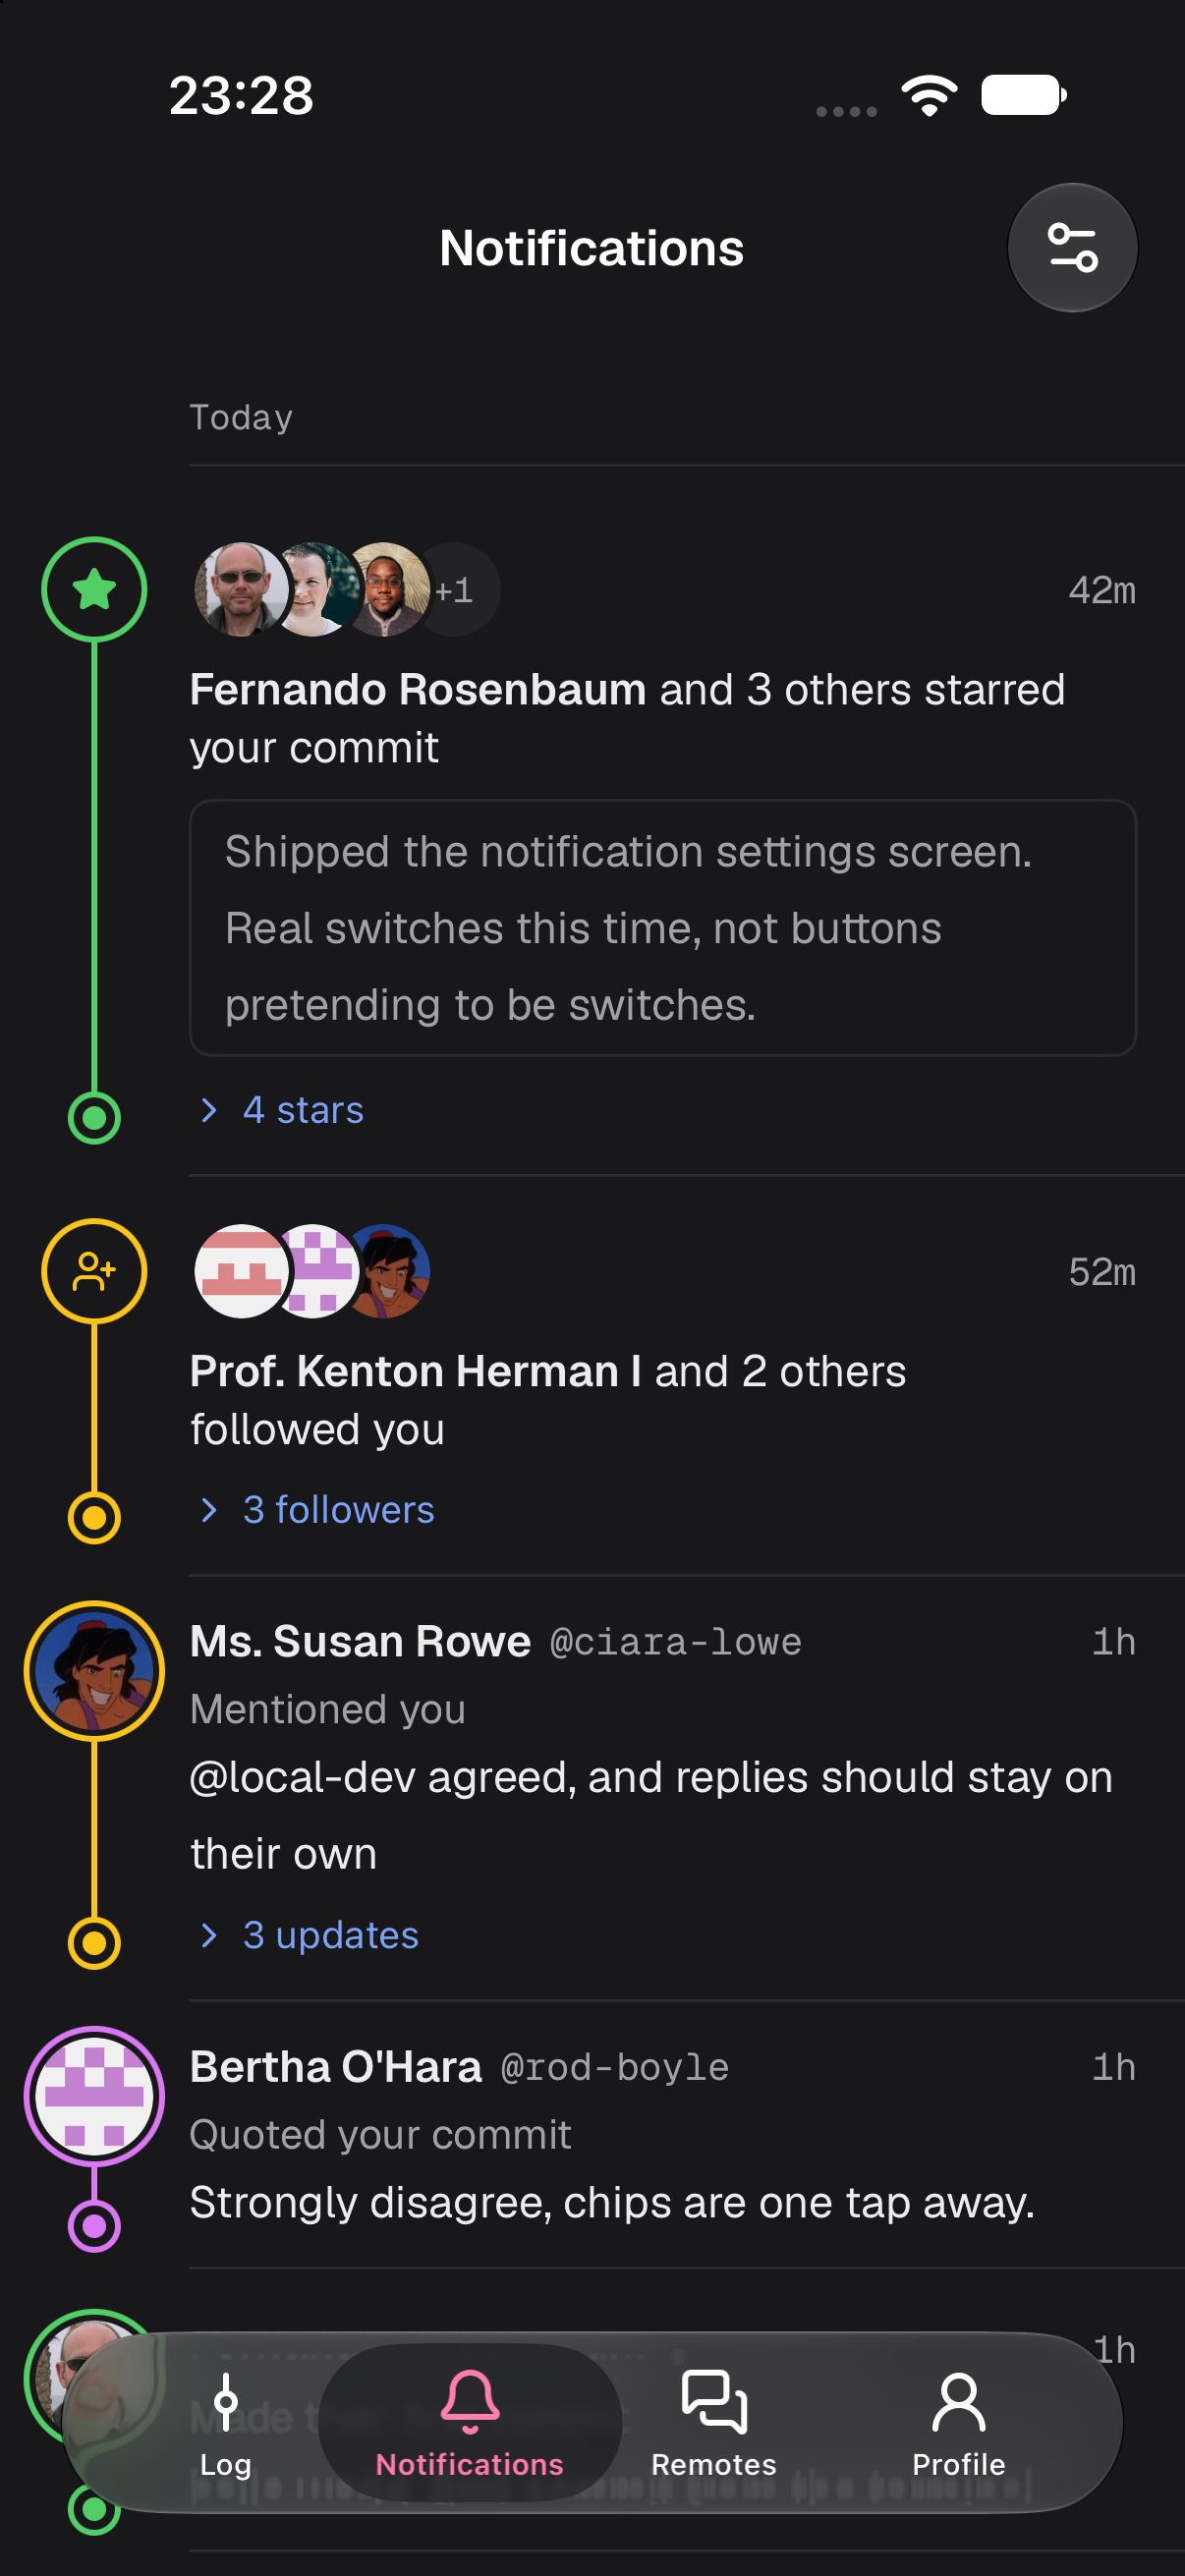 23:28
Notifications
Today
+1
42m
Fernando Rosenbaum and 3 others starred
your commit
Shipped the notification settings screen.
Real switches this time, not buttons
pretending to be switches.
4 stars
52m
Prof. Kenton Herman I and 2 others
followed you
3 followers
Ms. Susan Rowe @ciara-lowe 1h
Mentioned you
@local-dev agreed, and replies should stay on
their own
3 updates
Bertha O'Hara @rod-boyle 1h
Quoted your commit
Strongly disagree, chips are one tap away.
1h
Made
Log
Notifications
Remotes
Profile